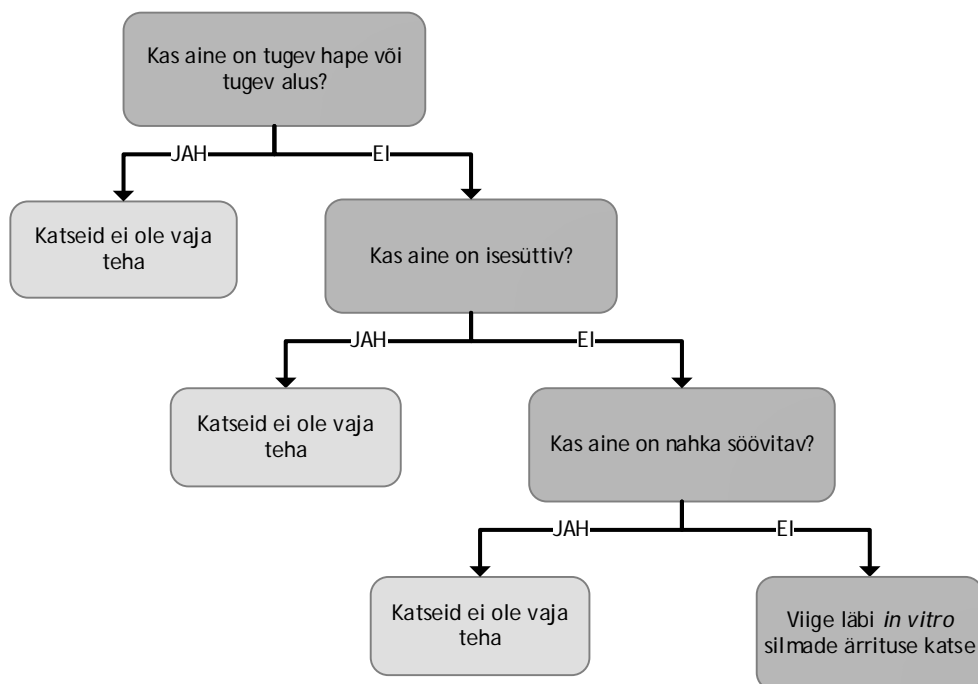 Kas aine on tugev hape või
tugev alus?
JAH
EI
Katseid ei ole vaja
teha
Kas aine on isesüttiv?
JAH
EI
Katseid ei ole vaja
teha
Kas aine on nahka söövitav?
JAH
EI
Katseid ei ole vaja
teha
Viige läbi in vitro
silmade ärrituse katse